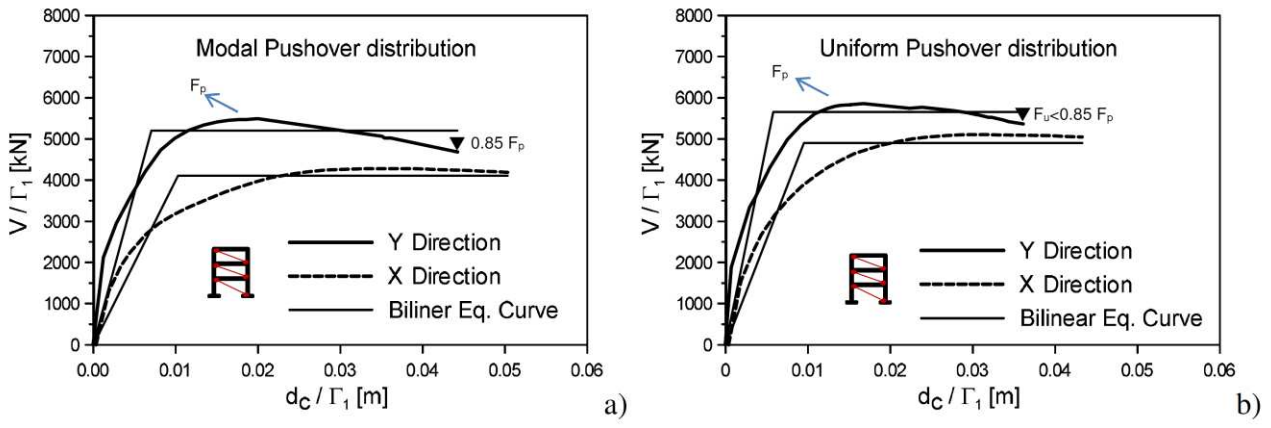 8000
7000
6000
5000
4000
3000
2000
1000
0
V / Γ₁ [kN]
Modal Pushover distribution
Fₚ
0.85 Fₚ
Y Direction
X Direction
Biliner Eq. Curve
0.00 0.01 0.02 0.03 0.04 0.05 0.06
d_C / Γ₁ [m]
a)
8000
7000
6000
5000
4000
3000
2000
1000
0
V / Γ₁ [kN]
Uniform Pushover distribution
Fₚ
Fᵤ<0.85 Fₚ
Y Direction
X Direction
Bilinear Eq. Curve
0 0.01 0.02 0.03 0.04 0.05 0.06
d_C / Γ₁ [m]
b)